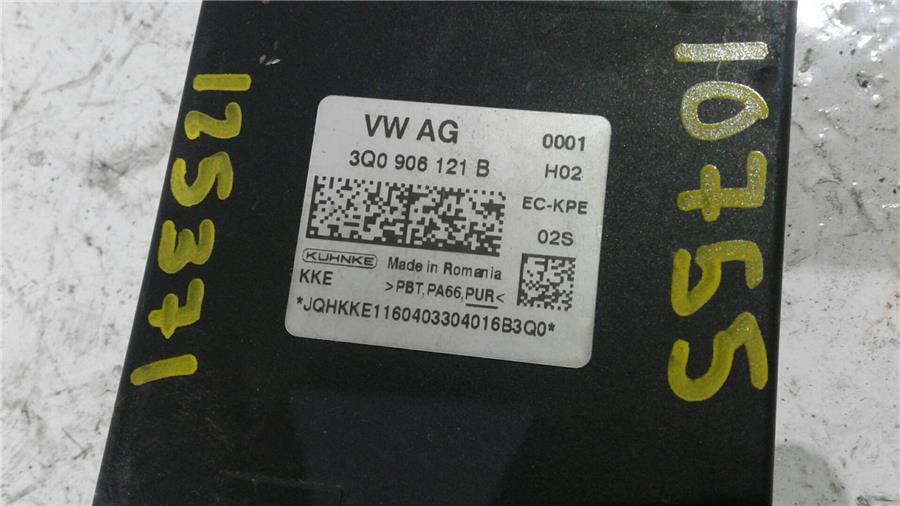 125371
VW AG
0001
3Q0 906 121 B
H02
EC-KPE
02S
KUHNKE
Made in Romania
KKE
>PBT,PA66,PUR<
*JQHKKE1160403304016B3Q0*
10755